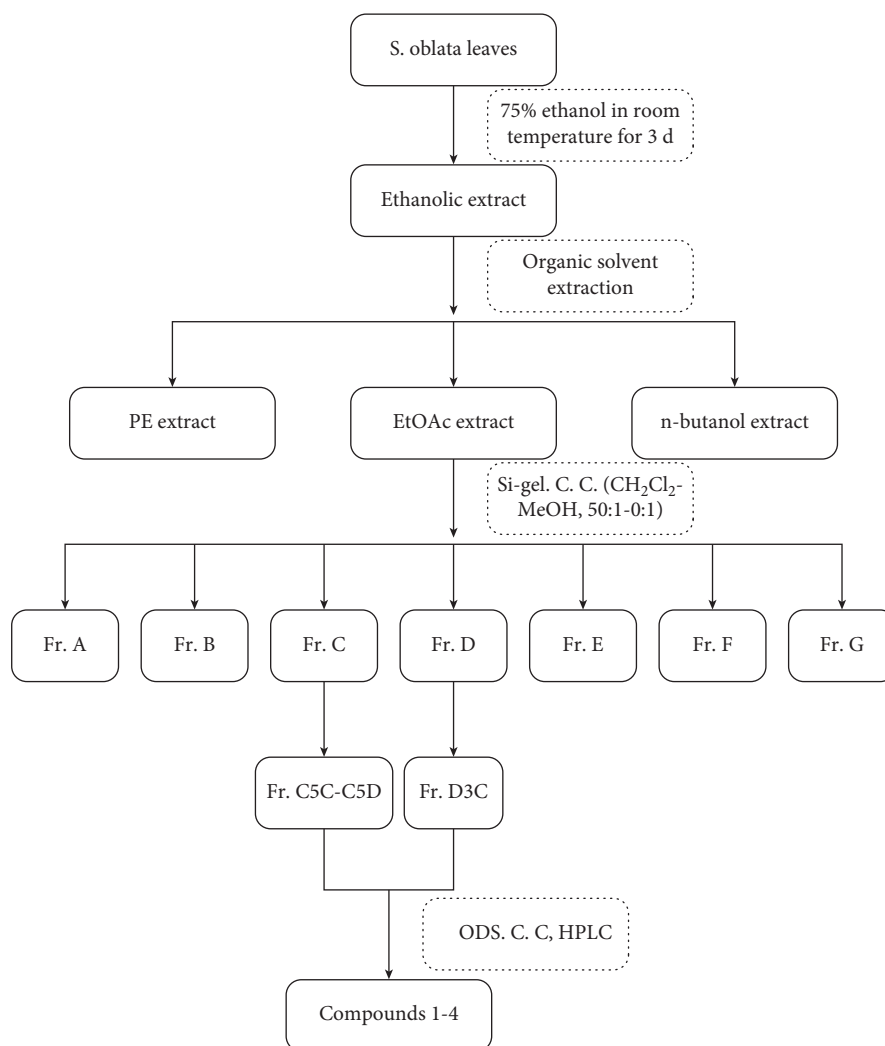 S. oblata leaves
75% ethanol in room
temperature for 3 d
Ethanolic extract
Organic solvent
extraction
PE extract
EtOAc extract
n-butanol extract
Si-gel. C. C. (CH₂Cl₂-
MeOH, 50:1-0:1)
Fr. A
Fr. B
Fr. C
Fr. D
Fr. E
Fr. F
Fr. G
Fr. C5C-C5D
Fr. D3C
ODS. C. C, HPLC
Compounds 1-4